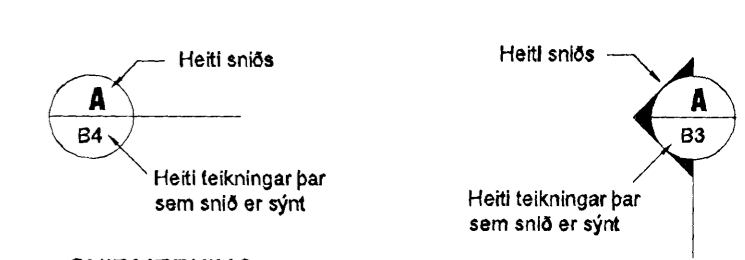 Heiti sniðs
A
B4
Heiti teikningar þar
sem snið er sýnt
Heiti sniðs
A
B3
Heiti teikningar þar
sem snið er sýnt